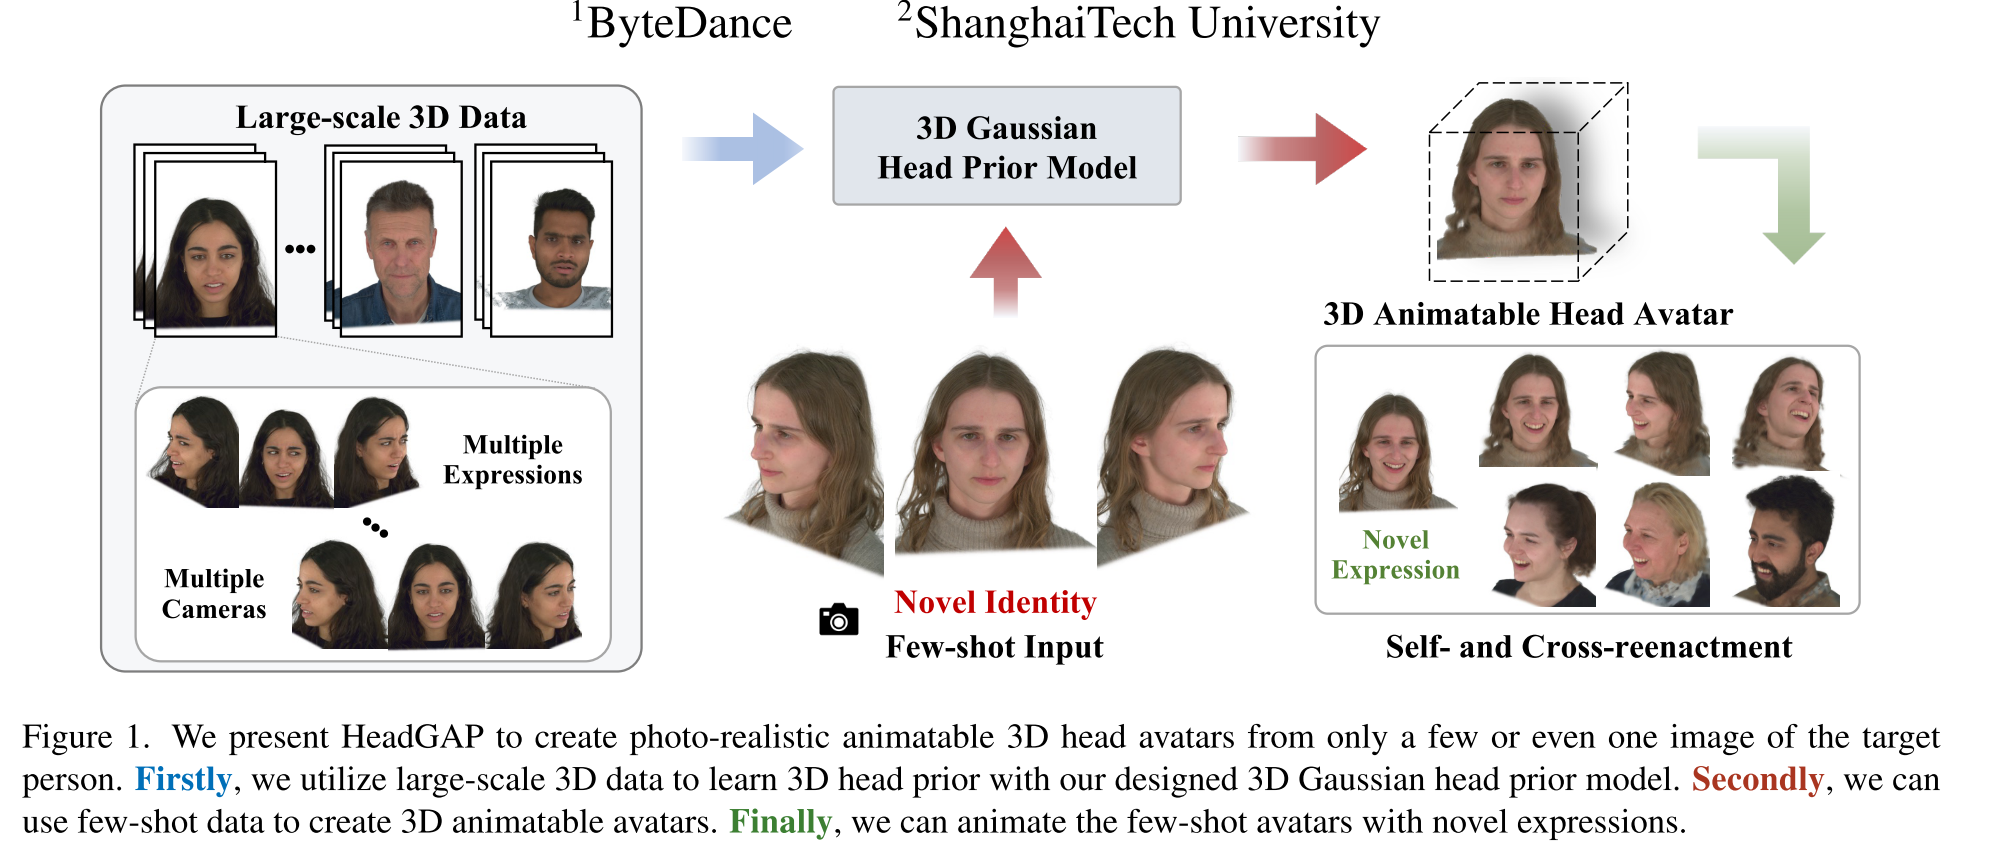 ¹ByteDance ²ShanghaiTech University
Large-scale 3D Data
Multiple
Expressions
Multiple
Cameras
3D Gaussian
Head Prior Model
Novel Identity
Few-shot Input
3D Animatable Head Avatar
Novel
Expression
Self- and Cross-reenactment
Figure 1. We present HeadGAP to create photo-realistic animatable 3D head avatars from only a few or even one image of the target
person. Firstly, we utilize large-scale 3D data to learn 3D head prior with our designed 3D Gaussian head prior model. Secondly, we can
use few-shot data to create 3D animatable avatars. Finally, we can animate the few-shot avatars with novel expressions.